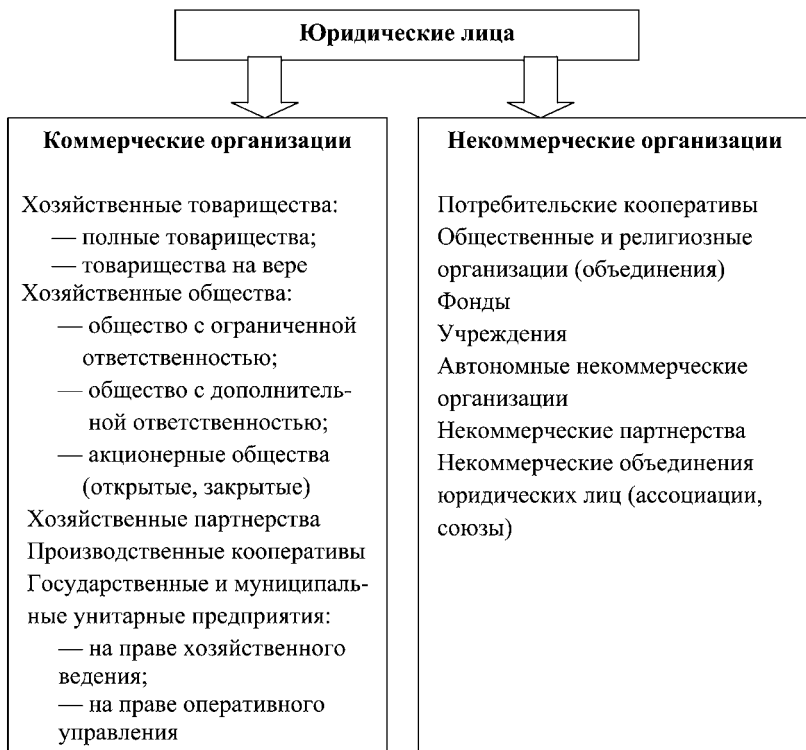 Юридические лица
Коммерческие организации
Хозяйственные товарищества:
— полные товарищества;
— товарищества на вере
Хозяйственные общества:
— общество с ограниченной
ответственностью;
— общество с дополнитель-
ной ответственностью;
— акционерные общества
(открытые, закрытые)
Хозяйственные партнерства
Производственные кооперативы
Государственные и муниципаль-
ные унитарные предприятия:
— на праве хозяйственного
ведения;
— на праве оперативного
управления
Некоммерческие организации
Потребительские кооперативы
Общественные и религиозные
организации (объединения)
Фонды
Учреждения
Автономные некоммерческие
организации
Некоммерческие партнерства
Некоммерческие объединения
юридических лиц (ассоциации,
союзы)